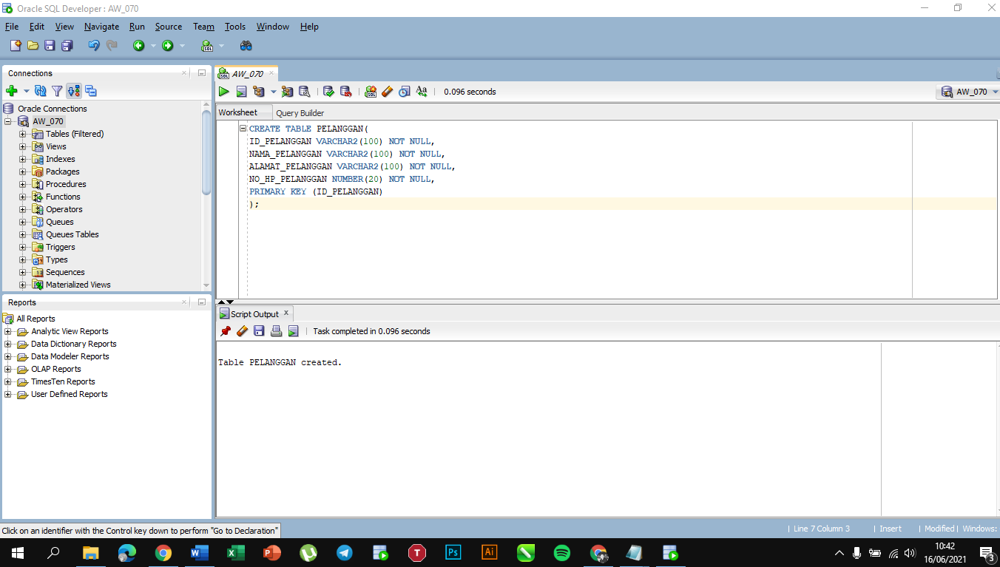 Oracle SQL Developer : AW_070
File Edit View Navigate Run Source Team Tools Window Help
Connections
Oracle Connections
AW_070
Tables (Filtered)
Views
Indexes
Packages
Procedures
Functions
Operators
Queues
Queues Tables
Triggers
Types
Sequences
Materialized Views
Reports
All Reports
Analytic View Reports
Data Dictionary Reports
Data Modeler Reports
OLAP Reports
TimesTen Reports
User Defined Reports
AW_070
0.096 seconds
AW_070
Worksheet Query Builder
CREATE TABLE PELANGGAN(
ID_PELANGGAN VARCHAR2(100) NOT NULL,
NAMA_PELANGGAN VARCHAR2(100) NOT NULL,
ALAMAT_PELANGGAN VARCHAR2(100) NOT NULL,
NO_HP_PELANGGAN NUMBER(20) NOT NULL,
PRIMARY KEY (ID_PELANGGAN)
);
Script Output
Task completed in 0.096 seconds
Table PELANGGAN created.
Click on an identifier with the Control key down to perform "Go to Declaration"
Line 7 Column 3 | Insert | Modified | Windows:
10:42
16/06/2021
3